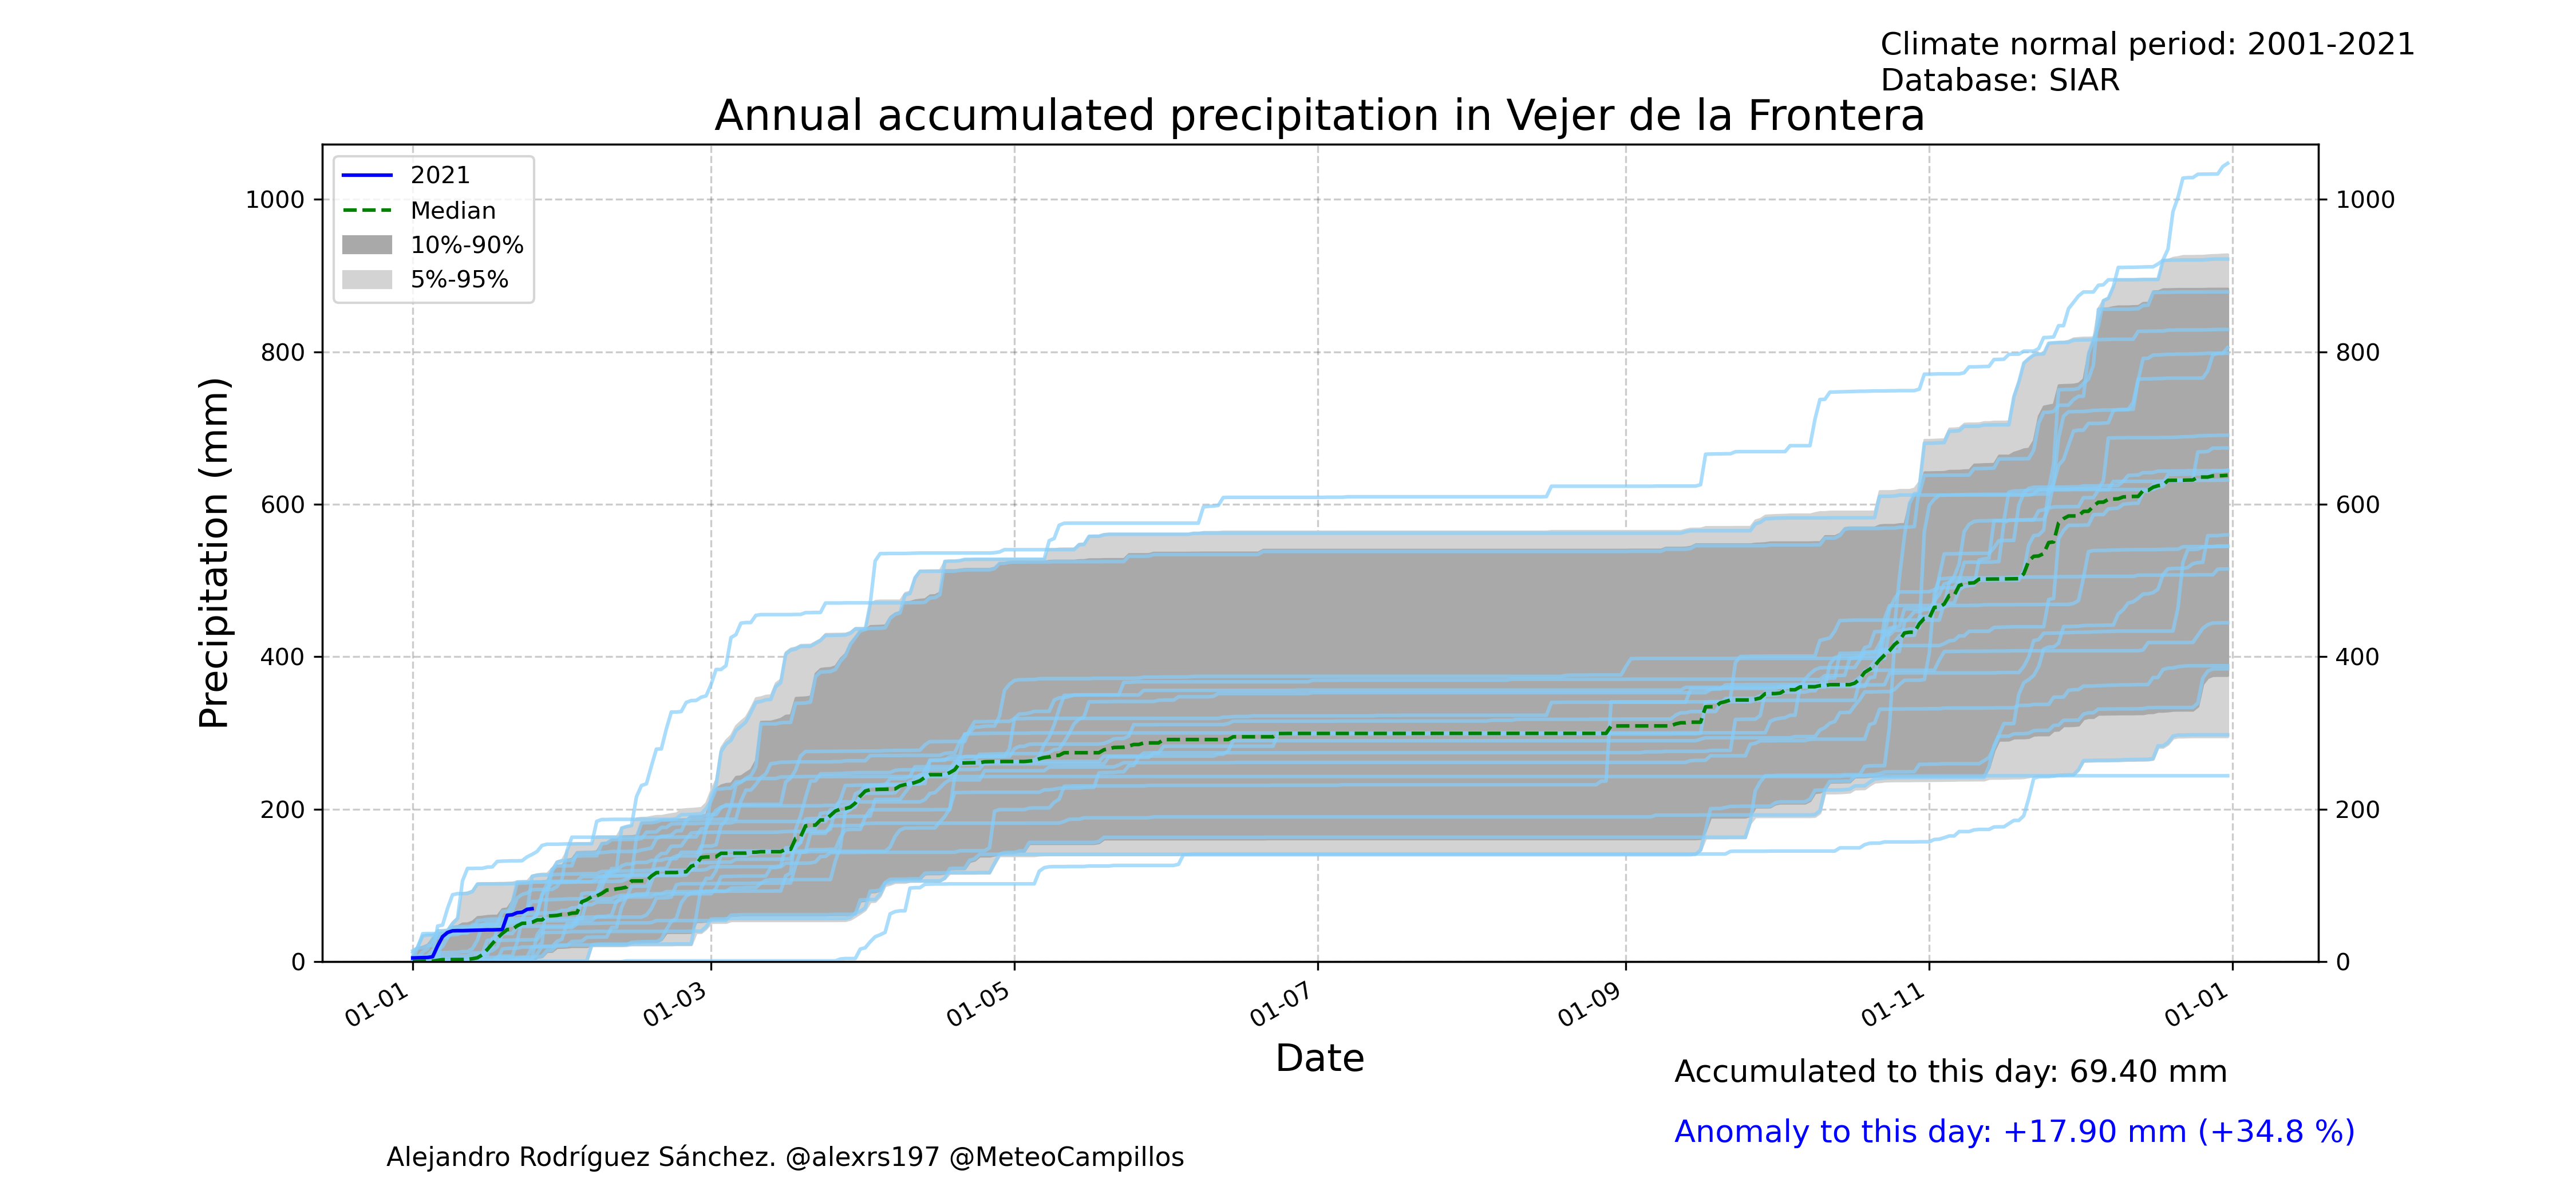 Climate normal period: 2001-2021
Database: SIAR
Annual accumulated precipitation in Vejer de la Frontera
2021
Median
10%-90%
5%-95%
Precipitation (mm)
1000
800
600
400
200
0
1000
800
600
400
200
0
01-01
01-03
01-05
01-07
01-09
01-11
01-01
Date
Accumulated to this day: 69.40 mm
Anomaly to this day: +17.90 mm (+34.8 %)
Alejandro Rodríguez Sánchez. @alexrs197 @MeteoCampillos